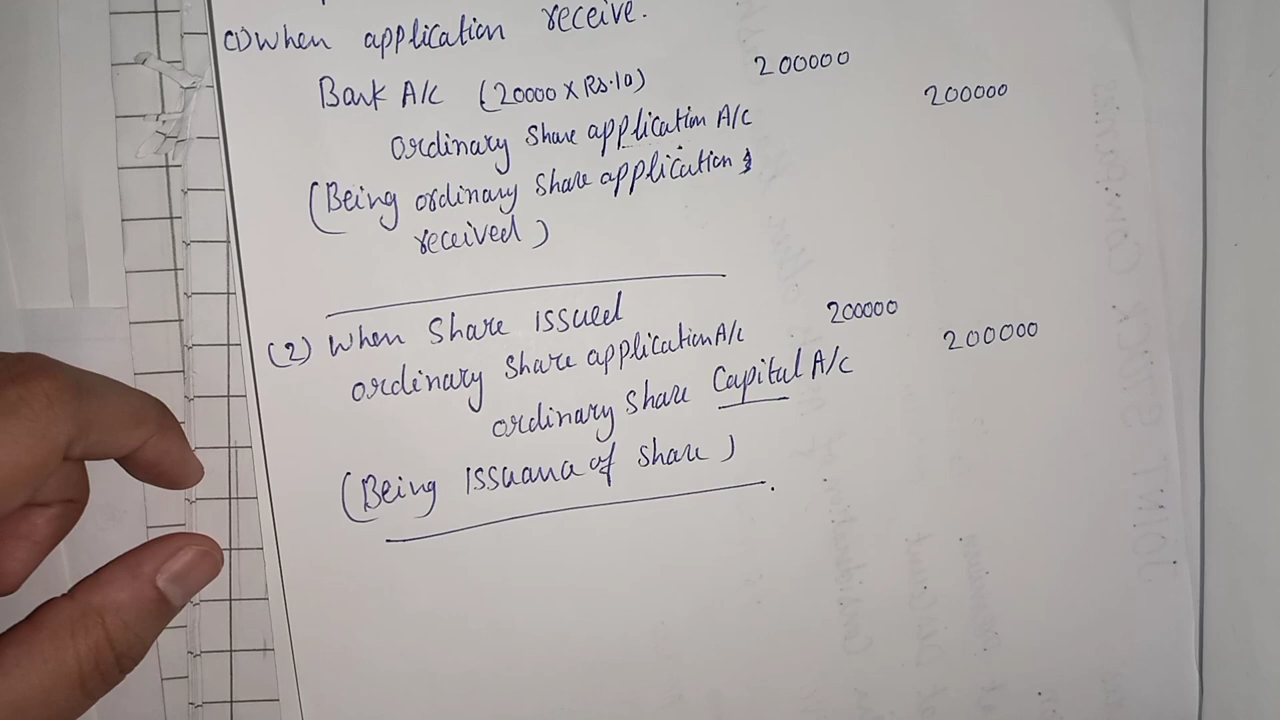 (1) When application receive.
Bank A/c (20000 X Rs.10) 200000
ordinary Share application A/c 200000
(Being ordinary Share application
received)
(2) When Share issued
ordinary Share application A/c 200000
ordinary Share Capital A/c 200000
(Being issuana of Share)